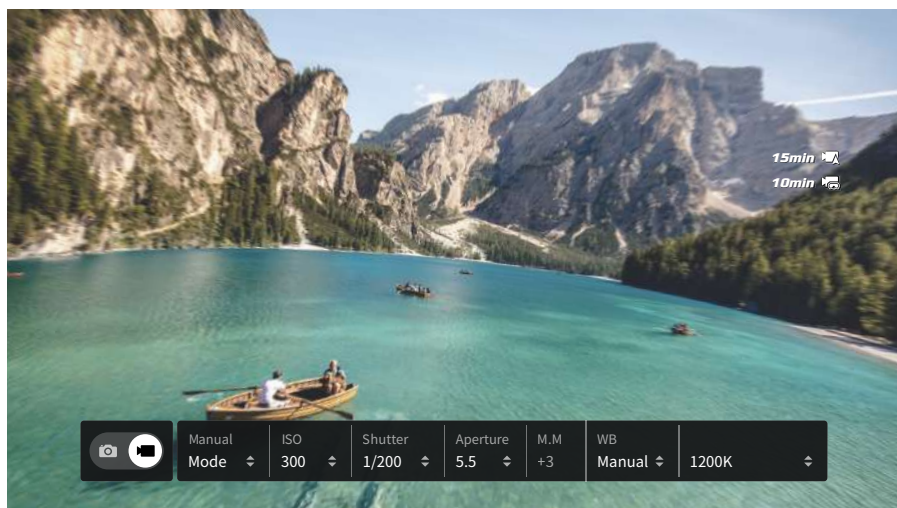 15min
10min
Manual
Mode
ISO
300
Shutter
1/200
Aperture
5.5
M.M
+3
WB
Manual
1200K